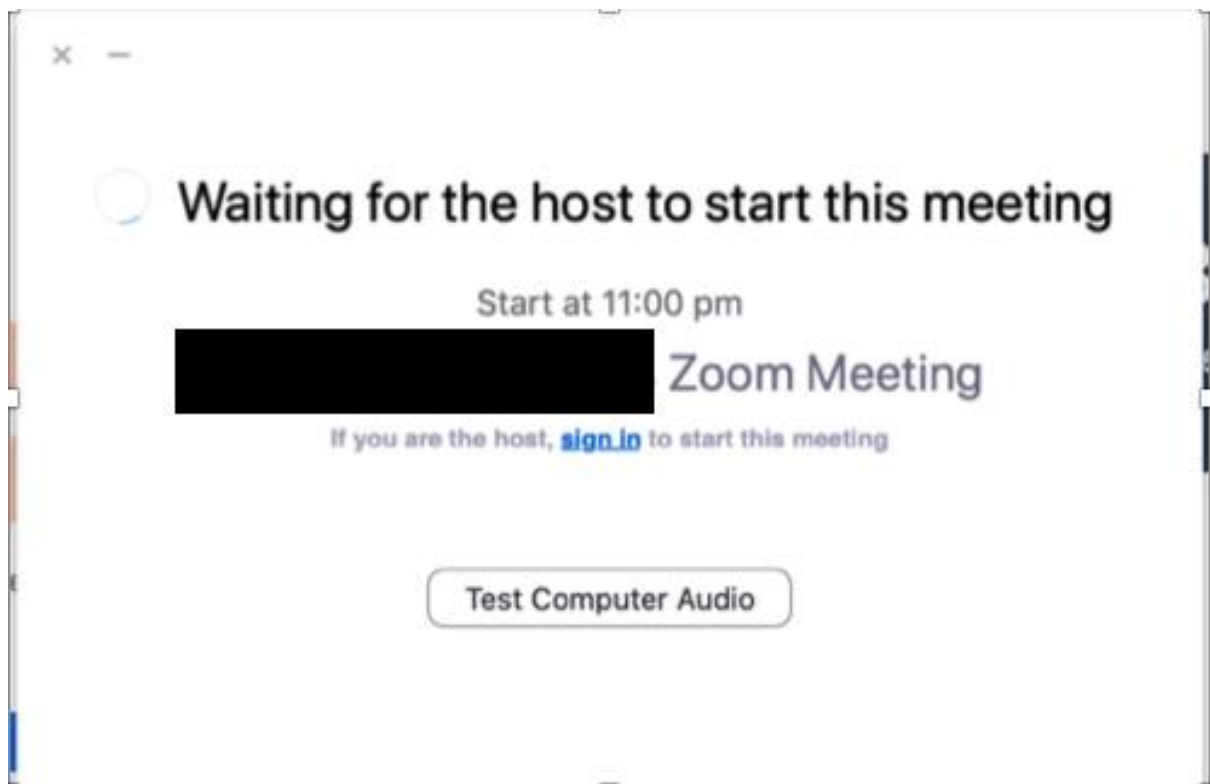 Waiting for the host to start this meeting
Start at 11:00 pm
Zoom Meeting
If you are the host, sign in to start this meeting
Test Computer Audio